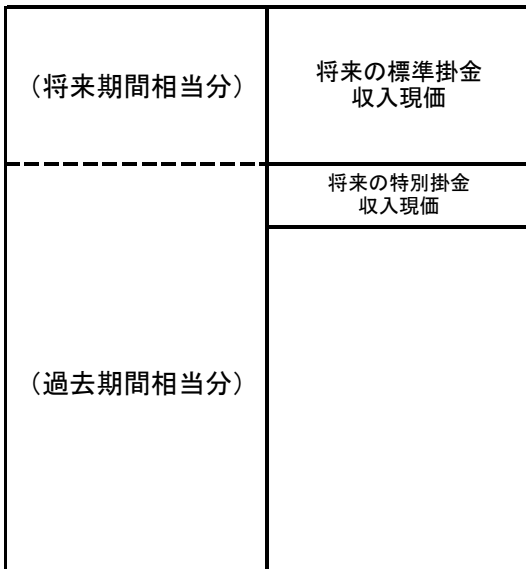 （将来期間相当分）
将来の標準掛金
収入現価
将来の特別掛金
収入現価
（過去期間相当分）